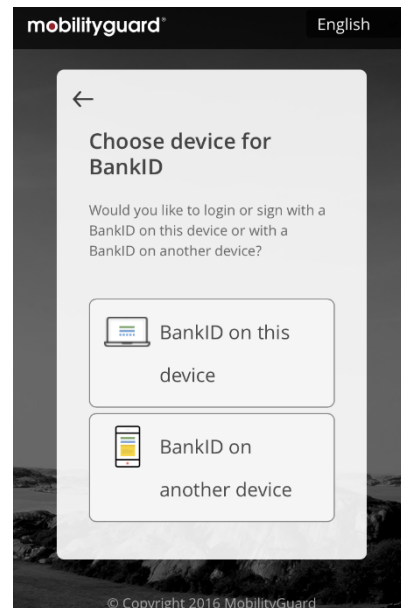 mobilityguard®
English
←
Choose device for
BankID
Would you like to login or sign with a
BankID on this device or with a
BankID on another device?
BankID on this
device
BankID on
another device
© Copyright 2016 MobilityGuard